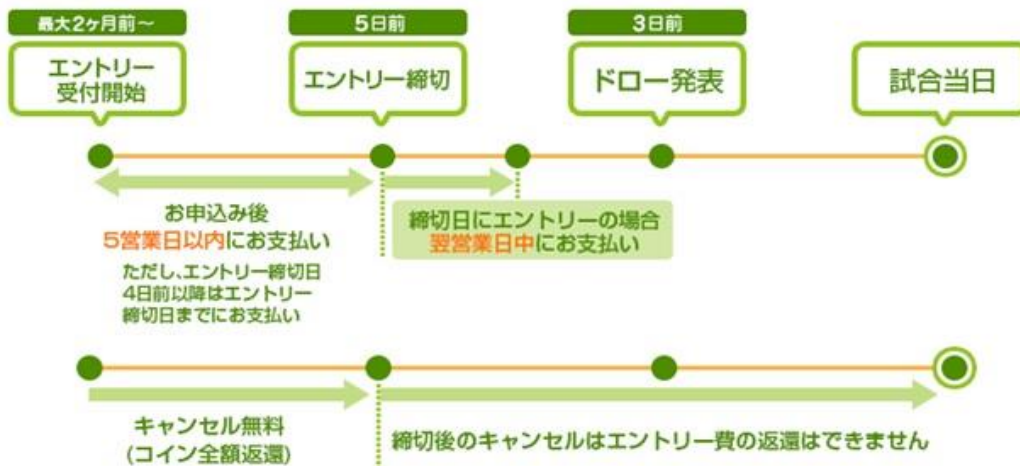 最大2ヶ月前～
5日前
3日前
エントリー
受付開始
エントリー締切
ドロー発表
試合当日
お申込み後
5営業日以内にお支払い
ただし、エントリー締切日
4日前以降はエントリー
締切日までにお支払い
締切日にエントリーの場合
翌営業日中にお支払い
キャンセル無料
(コイン全額返還)
締切後のキャンセルはエントリー費の返還はできません